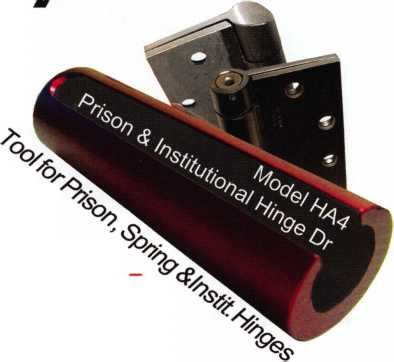 Model HA4
Prison & Institutional Hinge Dr
Tool for Prison, Spring & Instit. Hinges